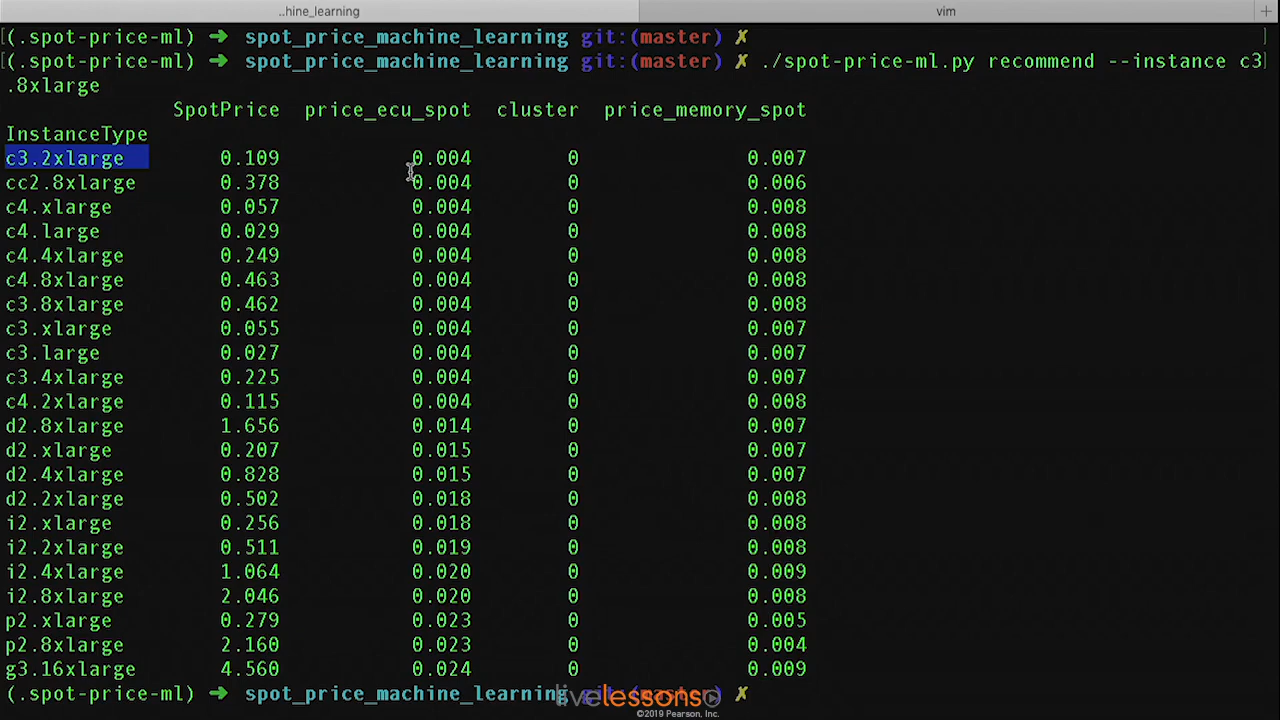 ..hine_learning vim +
[(.spot-price-ml) ➜ spot_price_machine_learning git:(master) ✗ ]
[(.spot-price-ml) ➜ spot_price_machine_learning git:(master) ✗ ./spot-price-ml.py recommend --instance c3]
.8xlarge
SpotPrice price_ecu_spot cluster price_memory_spot
InstanceType
c3.2xlarge 0.109 0.004 0 0.007
cc2.8xlarge 0.378 0.004 0 0.006
c4.xlarge 0.057 0.004 0 0.008
c4.large 0.029 0.004 0 0.008
c4.4xlarge 0.249 0.004 0 0.008
c4.8xlarge 0.463 0.004 0 0.008
c3.8xlarge 0.462 0.004 0 0.008
c3.xlarge 0.055 0.004 0 0.007
c3.large 0.027 0.004 0 0.007
c3.4xlarge 0.225 0.004 0 0.007
c4.2xlarge 0.115 0.004 0 0.008
d2.8xlarge 1.656 0.014 0 0.007
d2.xlarge 0.207 0.015 0 0.007
d2.4xlarge 0.828 0.015 0 0.007
d2.2xlarge 0.502 0.018 0 0.008
i2.xlarge 0.256 0.018 0 0.008
i2.2xlarge 0.511 0.019 0 0.008
i2.4xlarge 1.064 0.020 0 0.009
i2.8xlarge 2.046 0.020 0 0.008
p2.xlarge 0.279 0.023 0 0.005
p2.8xlarge 2.160 0.023 0 0.004
g3.16xlarge 4.560 0.024 0 0.009
(.spot-price-ml) ➜ spot_price_machine_learning git:(master) ✗
livelessons
©2019 Pearson, Inc.